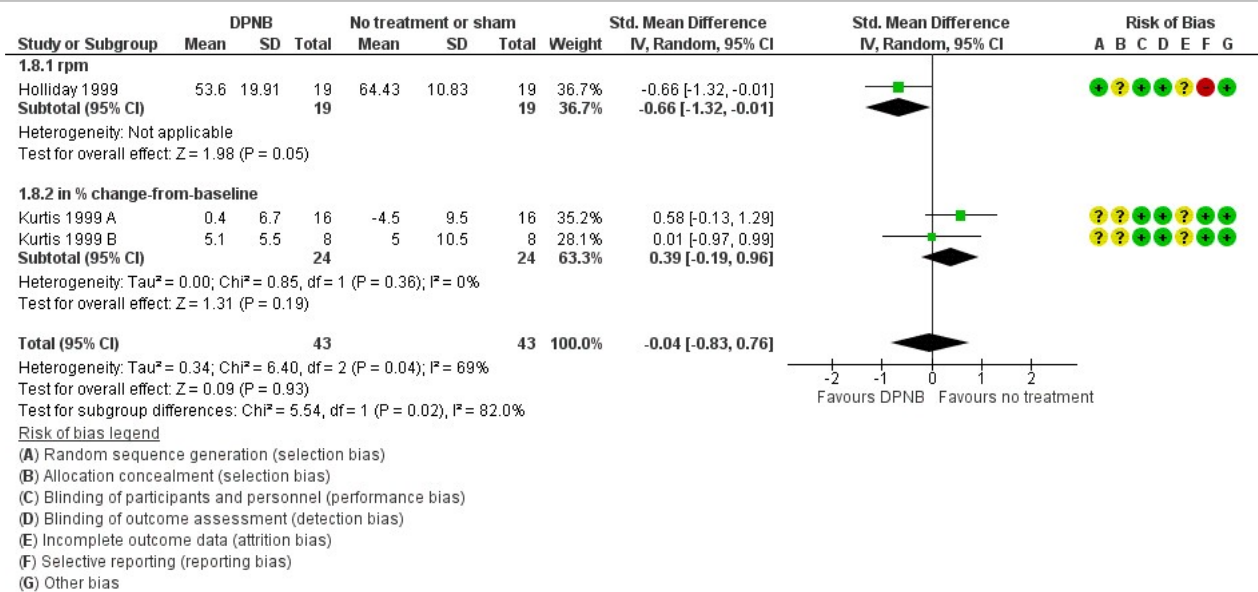 DPNB No treatment or sham Std. Mean Difference Std. Mean Difference Risk of Bias
Study or Subgroup Mean SD Total Mean SD Total Weight IV, Random, 95% CI IV, Random, 95% CI A B C D E F G
1.8.1 rpm
Holliday 1999 53.6 19.91 19 64.43 10.83 19 36.7% -0.66 [-1.32, -0.01] + ? + + ? - +
Subtotal (95% CI) 19 19 36.7% -0.66 [-1.32, -0.01]
Heterogeneity: Not applicable
Test for overall effect: Z = 1.98 (P = 0.05)
1.8.2 in % change-from-baseline
Kurtis 1999 A 0.4 6.7 16 -4.5 9.5 16 35.2% 0.58 [-0.13, 1.29] ? ? + + ? + +
Kurtis 1999 B 5.1 5.5 8 5 10.5 8 28.1% 0.01 [-0.97, 0.99] ? ? + + ? + +
Subtotal (95% CI) 24 24 63.3% 0.39 [-0.19, 0.96]
Heterogeneity: Tau² = 0.00; Chi² = 0.85, df = 1 (P = 0.36); I² = 0%
Test for overall effect: Z = 1.31 (P = 0.19)
Total (95% CI) 43 43 100.0% -0.04 [-0.83, 0.76]
Heterogeneity: Tau² = 0.34; Chi² = 6.40, df = 2 (P = 0.04); I² = 69%
Test for overall effect: Z = 0.09 (P = 0.93)
Test for subgroup differences: Chi² = 5.54, df = 1 (P = 0.02), I² = 82.0%
-2 -1 0 1 2
Favours DPNB Favours no treatment
Risk of bias legend
(A) Random sequence generation (selection bias)
(B) Allocation concealment (selection bias)
(C) Blinding of participants and personnel (performance bias)
(D) Blinding of outcome assessment (detection bias)
(E) Incomplete outcome data (attrition bias)
(F) Selective reporting (reporting bias)
(G) Other bias